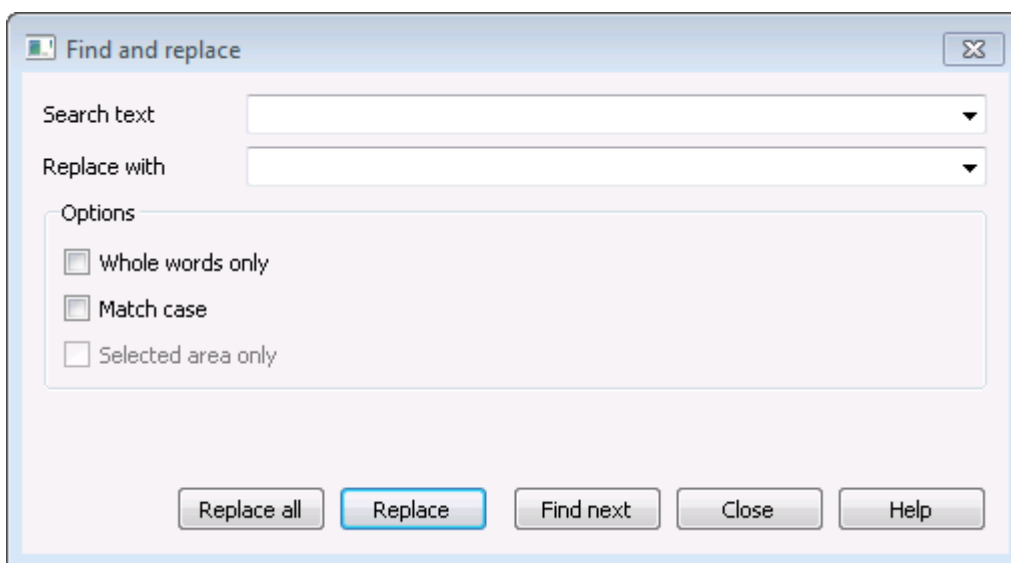 Find and replace
Search text
Replace with
Options
Whole words only
Match case
Selected area only
Replace all Replace Find next Close Help